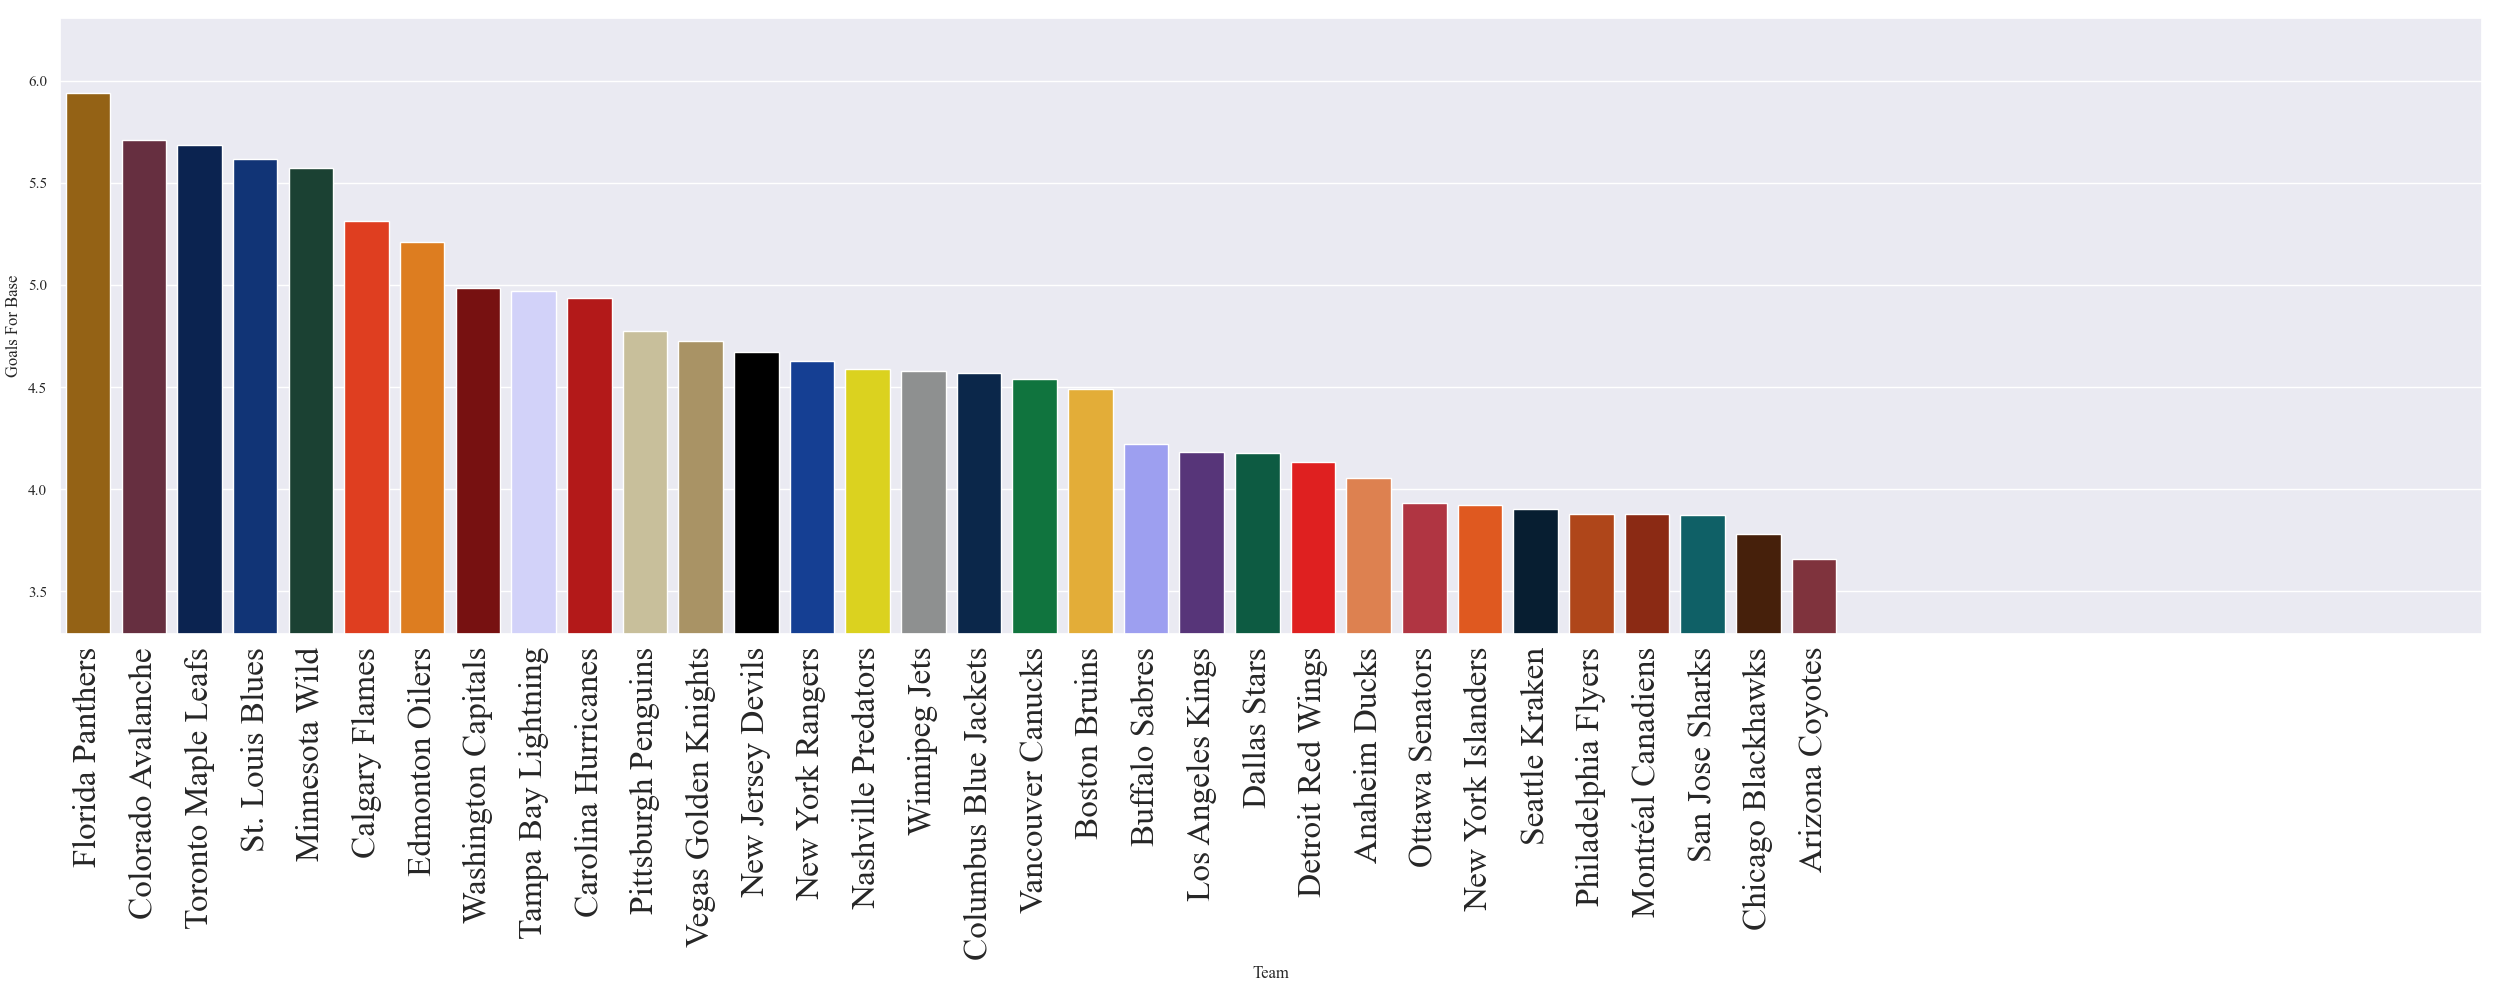 6.0
5.5
5.0
4.5
4.0
3.5
Goals For Base
Florida Panthers
Colorado Avalanche
Toronto Maple Leafs
St. Louis Blues
Minnesota Wild
Calgary Flames
Edmonton Oilers
Washington Capitals
Tampa Bay Lightning
Carolina Hurricanes
Pittsburgh Penguins
Vegas Golden Knights
New Jersey Devils
New York Rangers
Nashville Predators
Winnipeg Jets
Columbus Blue Jackets
Vancouver Canucks
Boston Bruins
Buffalo Sabres
Los Angeles Kings
Dallas Stars
Detroit Red Wings
Anaheim Ducks
Ottawa Senators
New York Islanders
Seattle Kraken
Philadelphia Flyers
Montréal Canadiens
San Jose Sharks
Chicago Blackhawks
Arizona Coyotes
Team